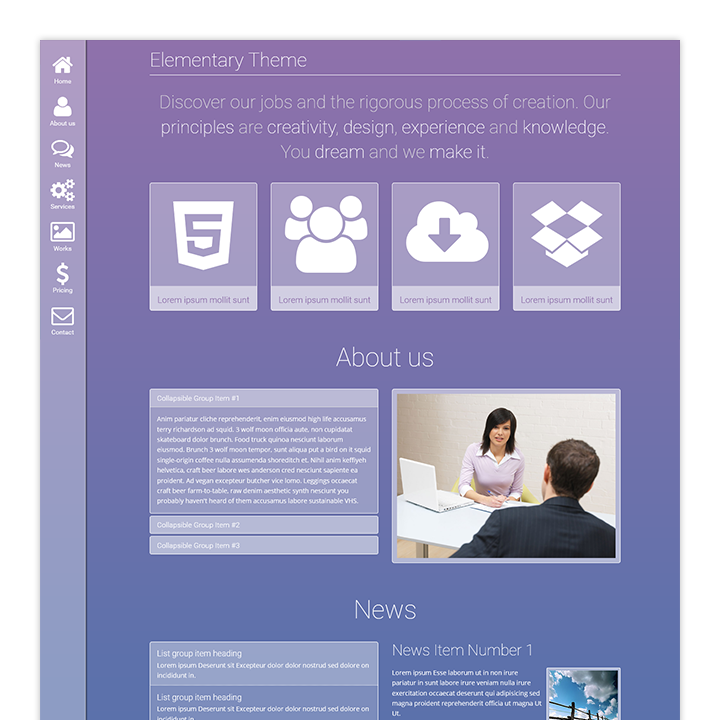 Elementary Theme
Home
About us
News
Services
Works
Pricing
Contact
Discover our jobs and the rigorous process of creation. Our
principles are creativity, design, experience and knowledge.
You dream and we make it.
Lorem ipsum mollit sunt
Lorem ipsum mollit sunt
Lorem ipsum mollit sunt
Lorem ipsum mollit sunt
About us
Collapsible Group Item #1
Anim pariatur cliche reprehenderit, enim eiusmod high life accusamus
terry richardson ad squid. 3 wolf moon officia aute, non cupidatat
skateboard dolor brunch. Food truck quinoa nesciunt laborum
eiusmod. Brunch 3 wolf moon tempor, sunt aliqua put a bird on it squid
single-origin coffee nulla assumenda shoreditch et. Nihil anim keffiyeh
helvetica, craft beer labore wes anderson cred nesciunt sapiente ea
proident. Ad vegan excepteur butcher vice lomo. Leggings occaecat
craft beer farm-to-table, raw denim aesthetic synth nesciunt you
probably haven't heard of them accusamus labore sustainable VHS.
Collapsible Group Item #2
Collapsible Group Item #3
News
List group item heading
Lorem ipsum Deserunt sit Excepteur dolor dolor nostrud sed dolore on
incididunt in.
List group item heading
Lorem ipsum Deserunt sit Excepteur dolor dolor nostrud sed dolore on
incididunt in.
News Item Number 1
Lorem ipsum Esse laborum ut in non irure
pariatur in sunt labore irure veniam nulla irure
exercitation occaecat deserunt qui adipisicing sed
magna proident in sunt dolore ut magna Ut
Ut.